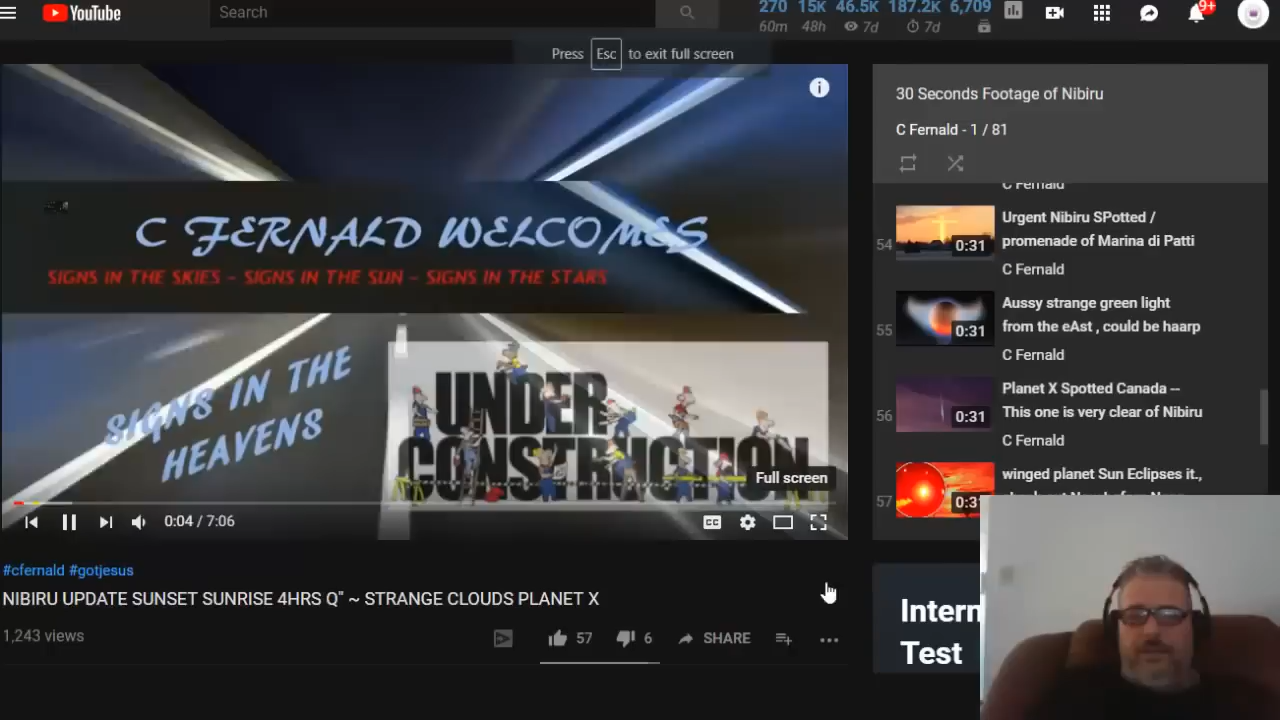 YouTube
Search
270 15K 46.5K 187.2K 6,709
60m 48h 7d 7d
9+
Press Esc to exit full screen
C FERNALD WELCOMES
SIGNS IN THE SKIES - SIGNS IN THE SUN - SIGNS IN THE STARS
SIGNS IN THE
HEAVENS
UNDER
CONSTRUCTION
Full screen
0:04 / 7:06
CC
#cfernald #gotjesus
NIBIRU UPDATE SUNSET SUNRISE 4HRS Q" ~ STRANGE CLOUDS PLANET X
1,243 views
57 6 SHARE
30 Seconds Footage of Nibiru
C Fernald - 1 / 81
C Fernald
54
0:31
Urgent Nibiru SPotted /
promenade of Marina di Patti
C Fernald
55
0:31
Aussy strange green light
from the eAst , could be haarp
C Fernald
56
0:31
Planet X Spotted Canada --
This one is very clear of Nibiru
C Fernald
57
0:31
winged planet Sun Eclipses it.,
Intern
Test